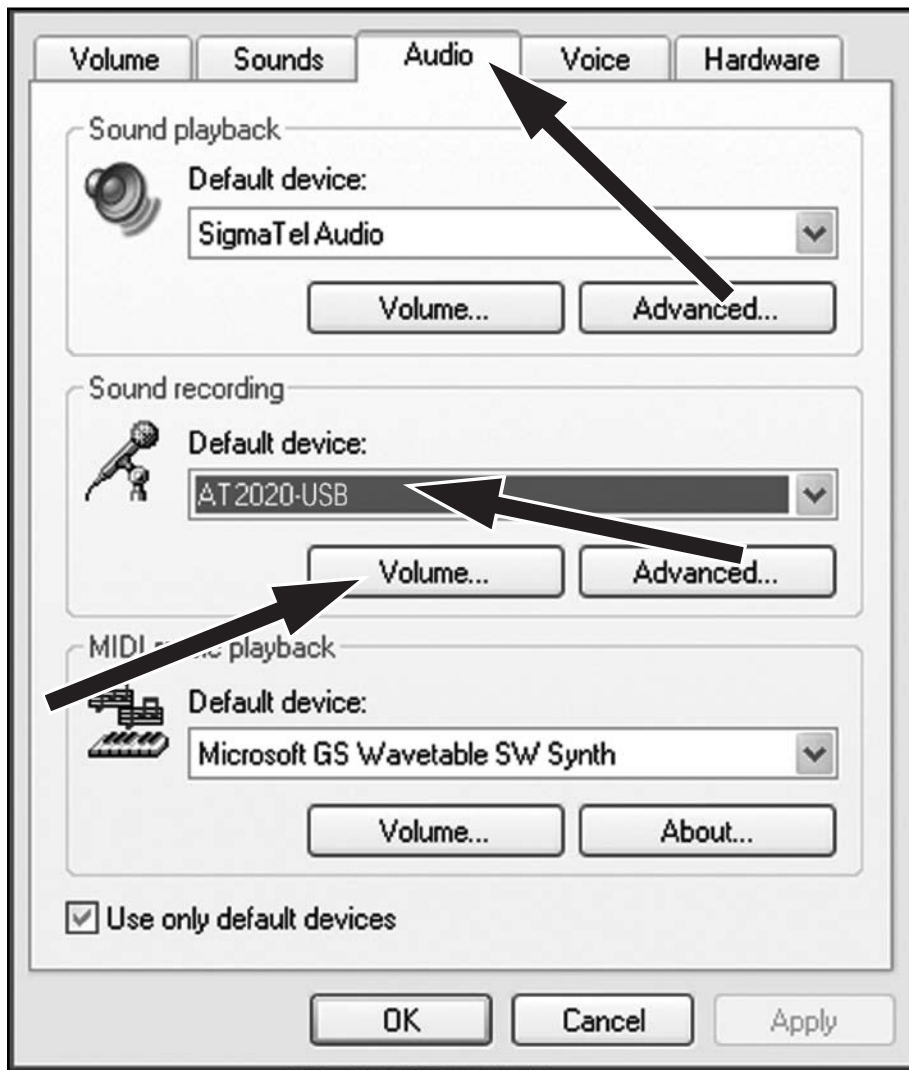 Volume Sounds Audio Voice Hardware
Sound playback
Default device:
SigmaTel Audio
Volume... Advanced...
Sound recording
Default device:
AT2020-USB
Volume... Advanced...
MIDI playback
Default device:
Microsoft GS Wavetable SW Synth
Volume... About...
Use only default devices
OK Cancel Apply